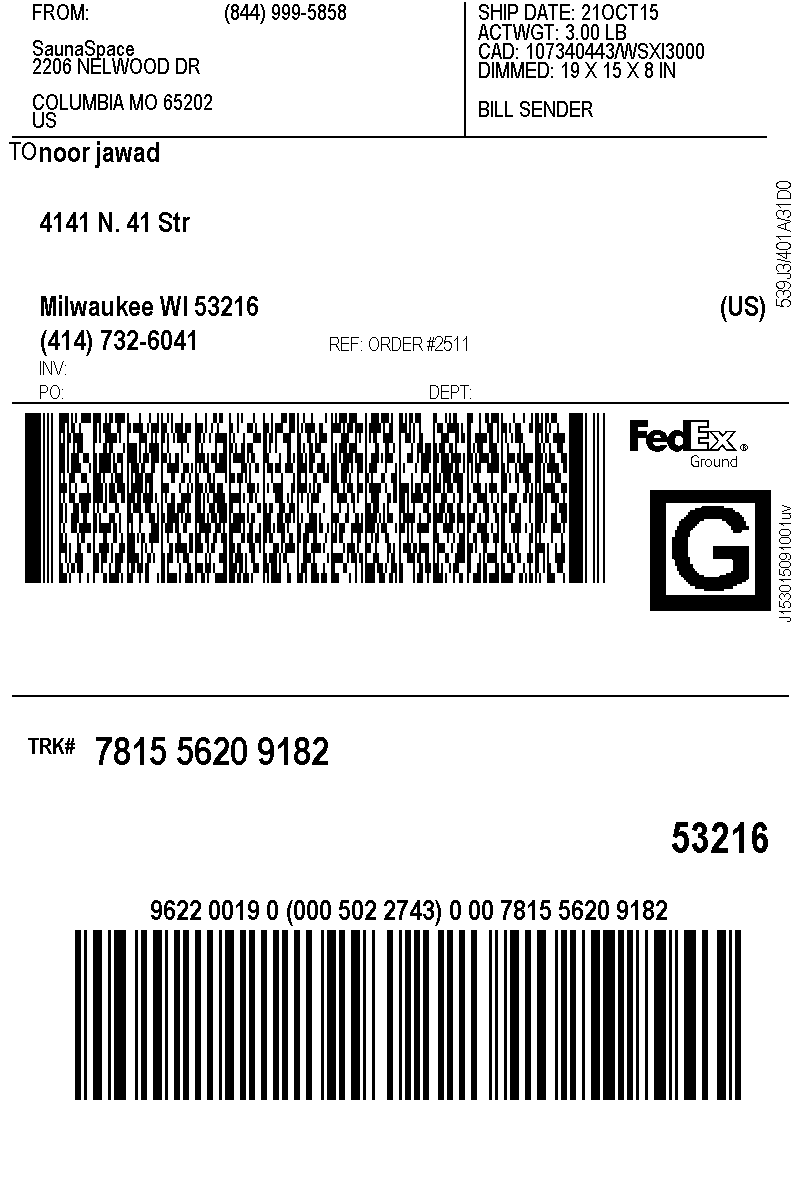 FROM: (844) 999-5858
SaunaSpace
2206 NELWOOD DR
COLUMBIA MO 65202
US
SHIP DATE: 21OCT15
ACTWGT: 3.00 LB
CAD: 107340443/WSXI3000
DIMMED: 19 X 15 X 8 IN
BILL SENDER
TO noor jawad
4141 N. 41 Str
Milwaukee WI 53216 (US)
(414) 732-6041 REF: ORDER #2511
INV:
PO: DEPT:
539J3/401A/31D0
FedEx ®
Ground
G
J153015091001uv
TRK# 7815 5620 9182
53216
9622 0019 0 (000 502 2743) 0 00 7815 5620 9182